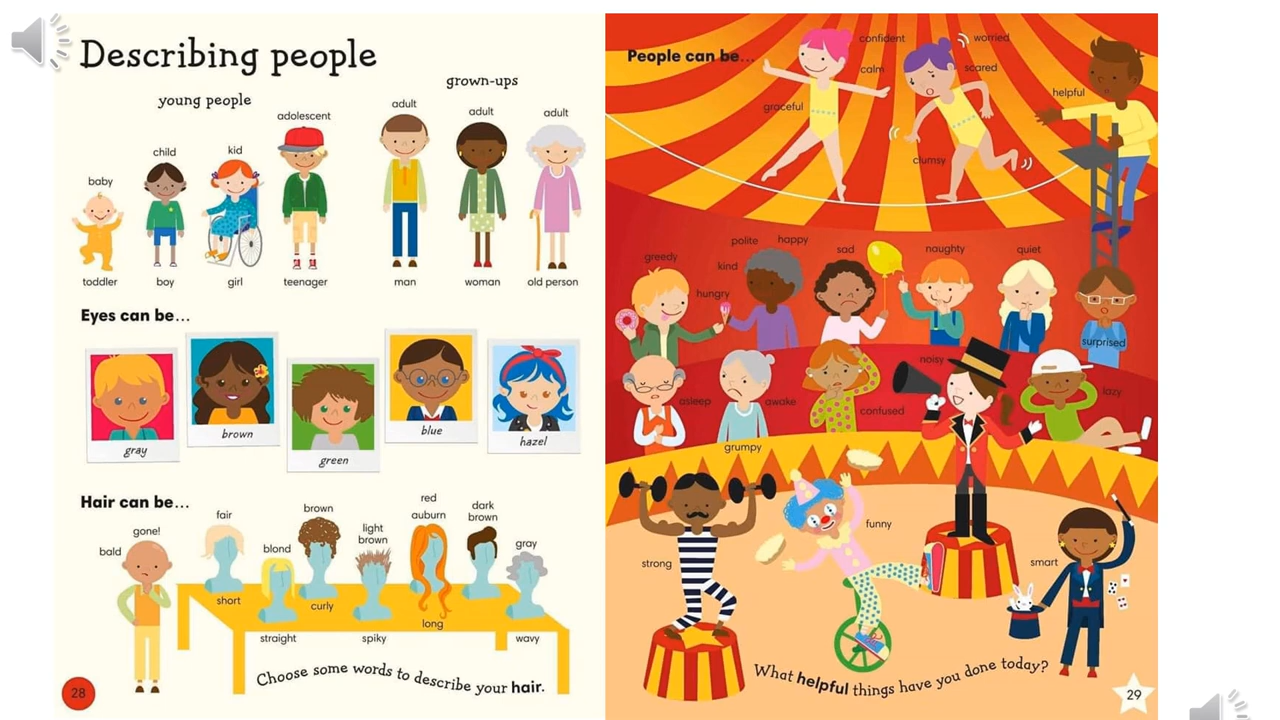 Describing people
young people
grown-ups
baby
toddler
child
boy
kid
girl
adolescent
teenager
adult
man
adult
woman
adult
old person
Eyes can be...
gray
brown
green
blue
hazel
Hair can be...
gone!
bald
fair
short
blond
straight
brown
curly
light
brown
spiky
red
auburn
long
dark
brown
gray
wavy
Choose some words to describe your hair.
28
People can be...
confident
calm
graceful
worried
scared
clumsy
helpful
greedy
polite
happy
kind
hungry
sad
naughty
quiet
surprised
asleep
awake
grumpy
confused
noisy
lazy
strong
funny
smart
What helpful things have you done today?
29